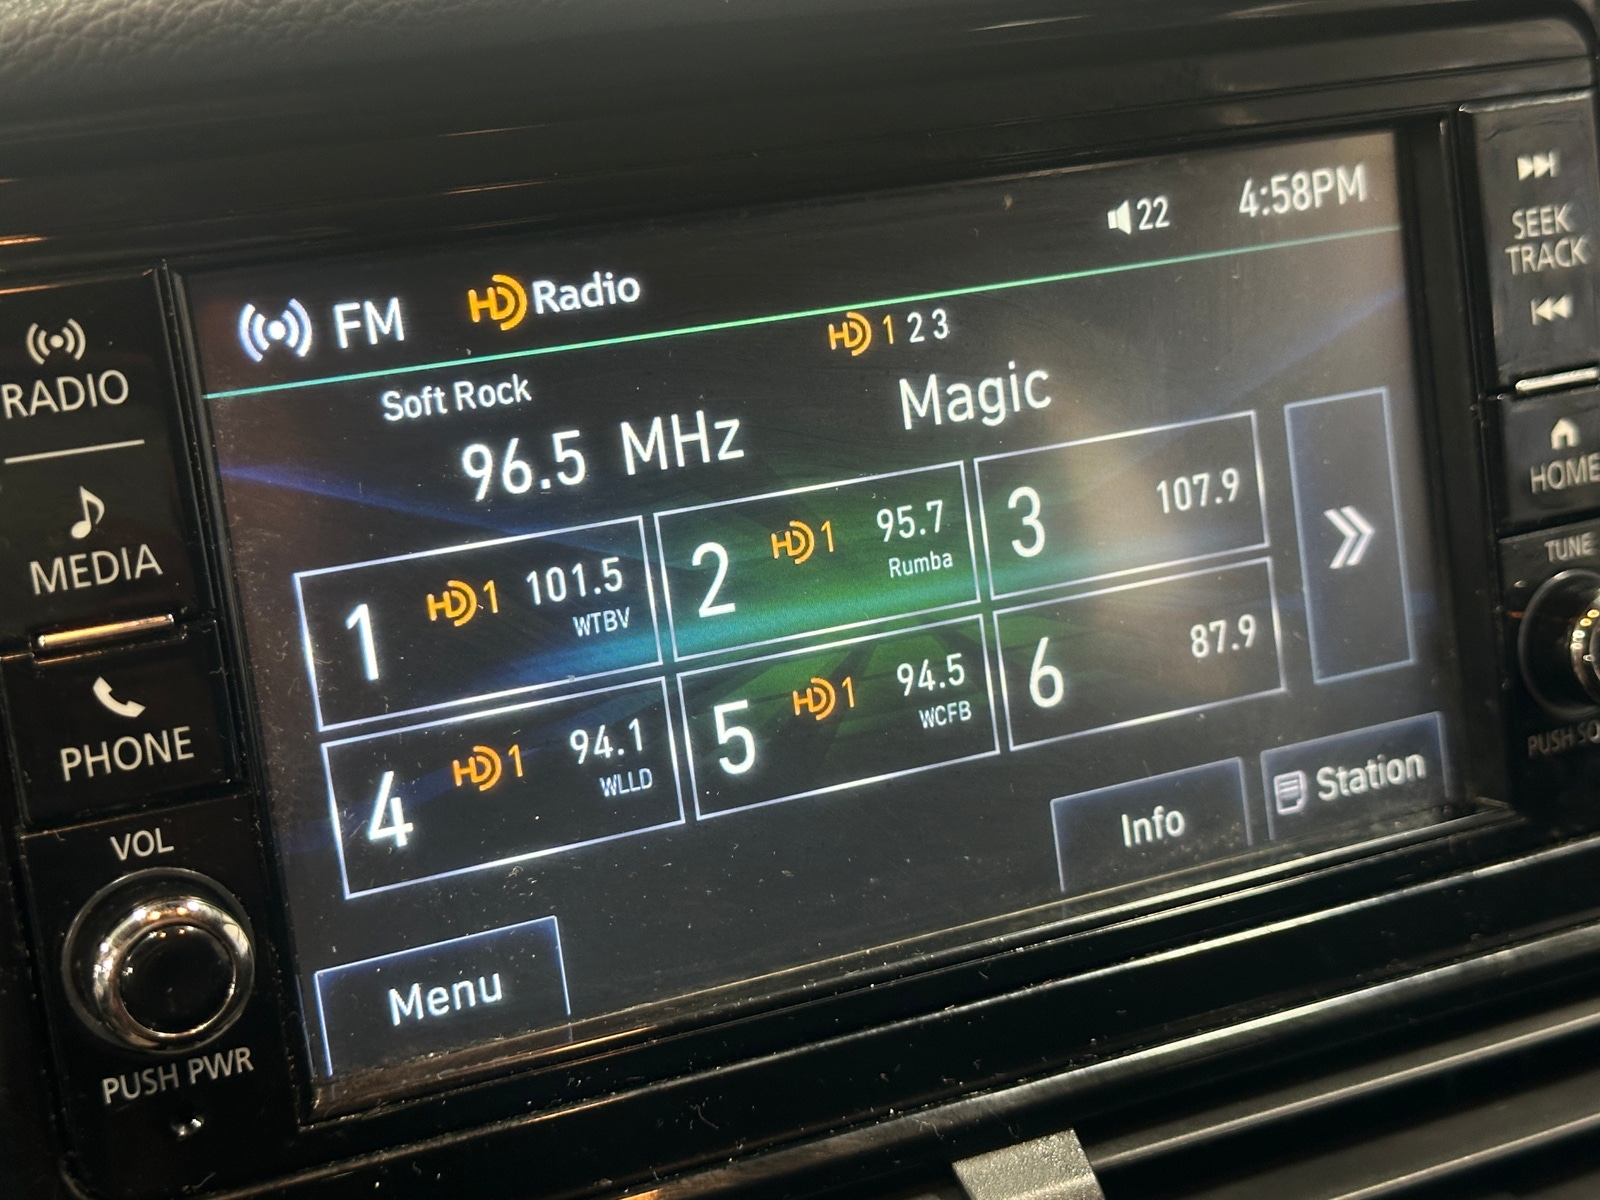 22 4:58PM
FM HD Radio
HD 1 2 3
Soft Rock
96.5 MHz
Magic
1 HD 1 101.5
WTBV
2 HD 1 95.7
Rumba
3 107.9
4 HD 1 94.1
WLLD
5 HD 1 94.5
WCFB
6 87.9
Info
Station
Menu
RADIO
MEDIA
PHONE
VOL
PUSH PWR
SEEK
TRACK
HOME
TUNE
PUSH